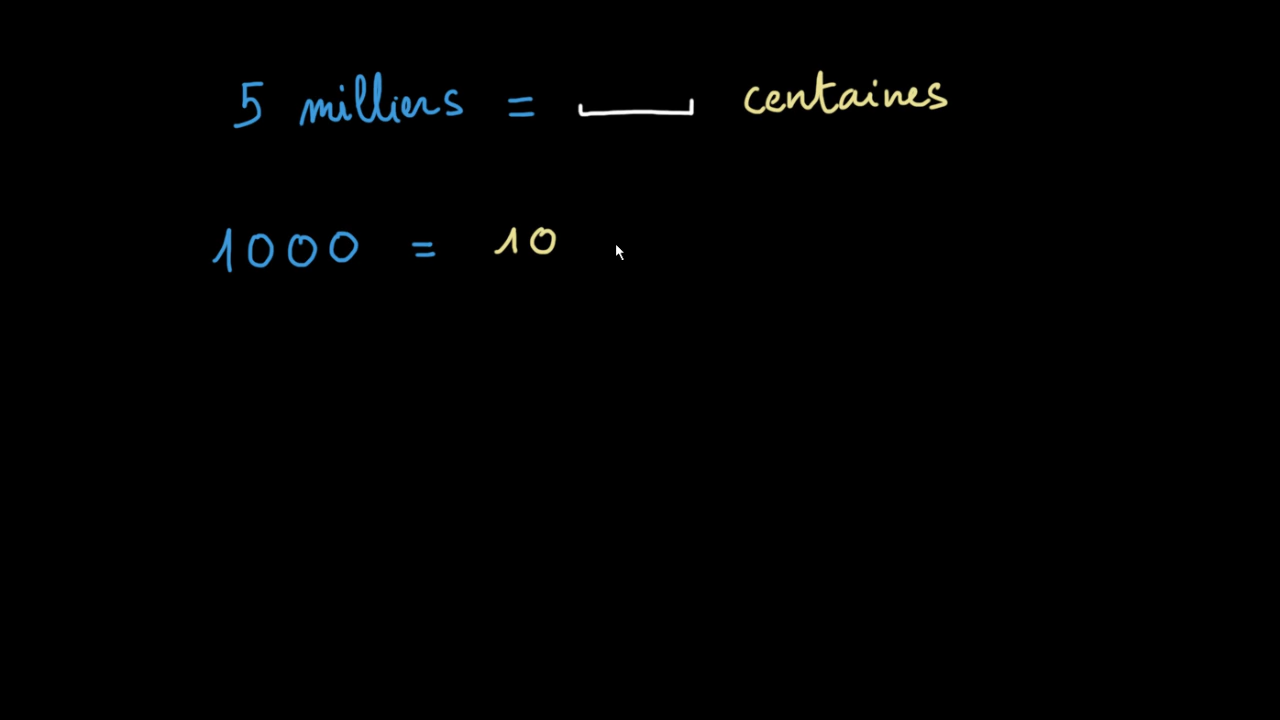 5 milliers = ___ centaines
1000 = 10